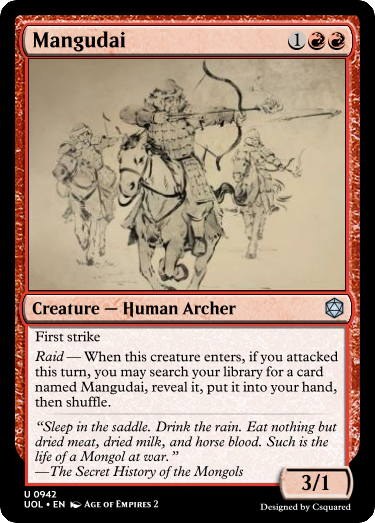 Mangudai 1
Creature — Human Archer
First strike
Raid — When this creature enters, if you attacked
this turn, you may search your library for a card
named Mangudai, reveal it, put it into your hand,
then shuffle.
“Sleep in the saddle. Drink the rain. Eat nothing but
dried meat, dried milk, and horse blood. Such is the
life of a Mongol at war.”
—The Secret History of the Mongols
3/1
U 0942
UOL • EN Age of Empires 2
Designed by Csquared